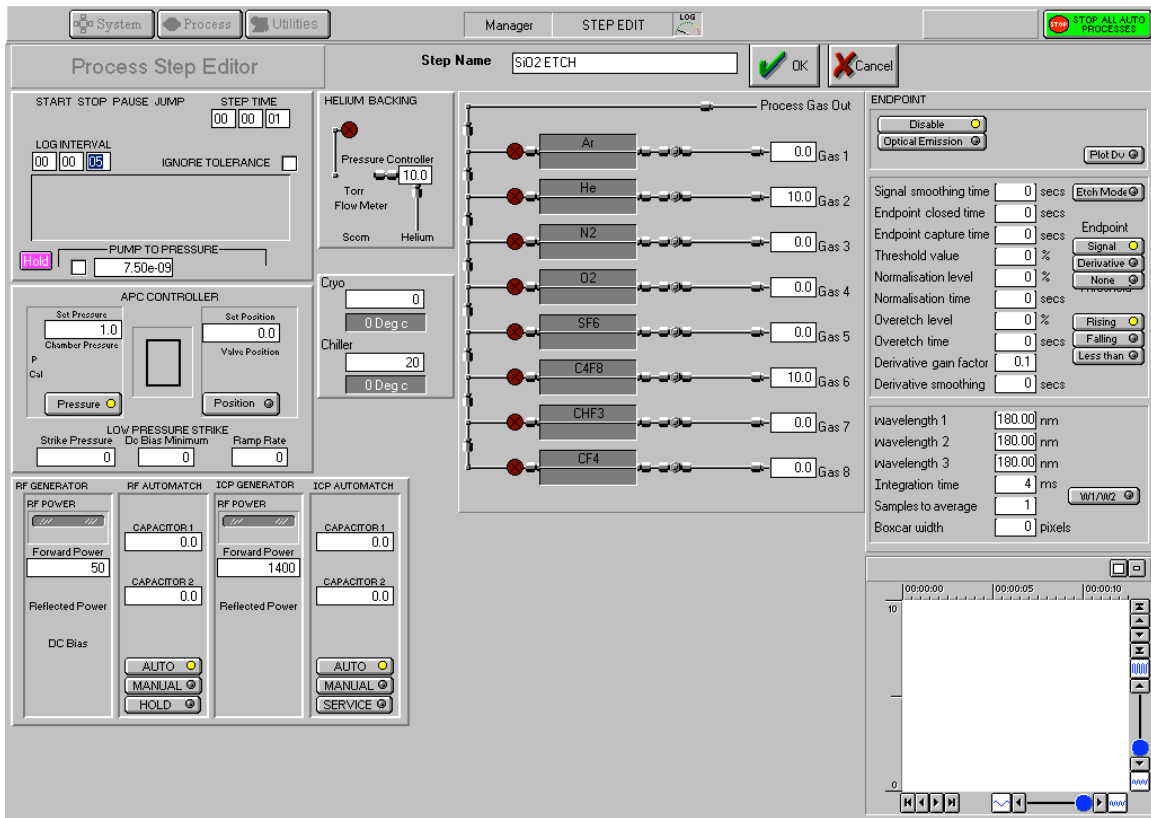 System Process Utilities Manager STEP EDIT LOG STOP STOP ALL AUTO PROCESSES
Process Step Editor
Step Name SiO2 ETCH OK Cancel
START STOP PAUSE JUMP STEP TIME
00 00 01
LOG INTERVAL
00 00 05 IGNORE TOLERANCE
PUMP TO PRESSURE
Hold 7.50e-09
APC CONTROLLER
Set Pressure
1.0
Chamber Pressure
P
Cal
Pressure
Set Position
0.0
Valve Position
Position
LOW PRESSURE STRIKE
Strike Pressure Dc Bias Minimum Ramp Rate
0 0 0
HELIUM BACKING
Pressure Controller
10.0
Torr
Flow Meter
Sccm Helium
Cryo
0
0 Deg c
Chiller
20
0 Deg c
Process Gas Out
Ar 0.0 Gas 1
He 10.0 Gas 2
N2 0.0 Gas 3
O2 0.0 Gas 4
SF6 0.0 Gas 5
C4F8 10.0 Gas 6
CHF3 0.0 Gas 7
CF4 0.0 Gas 8
RF GENERATOR
RF POWER
Forward Power
50
Reflected Power
DC Bias
RF AUTOMATCH
CAPACITOR 1
0.0
CAPACITOR 2
0.0
AUTO
MANUAL
HOLD
ICP GENERATOR
RF POWER
Forward Power
1400
Reflected Power
ICP AUTOMATCH
CAPACITOR 1
0.0
CAPACITOR 2
0.0
AUTO
MANUAL
SERVICE
ENDPOINT
Disable
Optical Emission
Plot Dv
Signal smoothing time 0 secs
Endpoint closed time 0 secs
Endpoint capture time 0 secs
Threshold value 0 %
Normalisation level 0 %
Normalisation time 0 secs
Overetch level 0 %
Overetch time 0 secs
Derivative gain factor 0.1
Derivative smoothing 0 secs
Etch Mode
Endpoint
Signal
Derivative
None
Rising
Falling
Less than
Wavelength 1 180.00 nm
Wavelength 2 180.00 nm
Wavelength 3 180.00 nm
Integration time 4 ms
Samples to average 1
Boxcar width 0 pixels
W1/W2
00:00:00 00:00:05 00:00:10
10
0